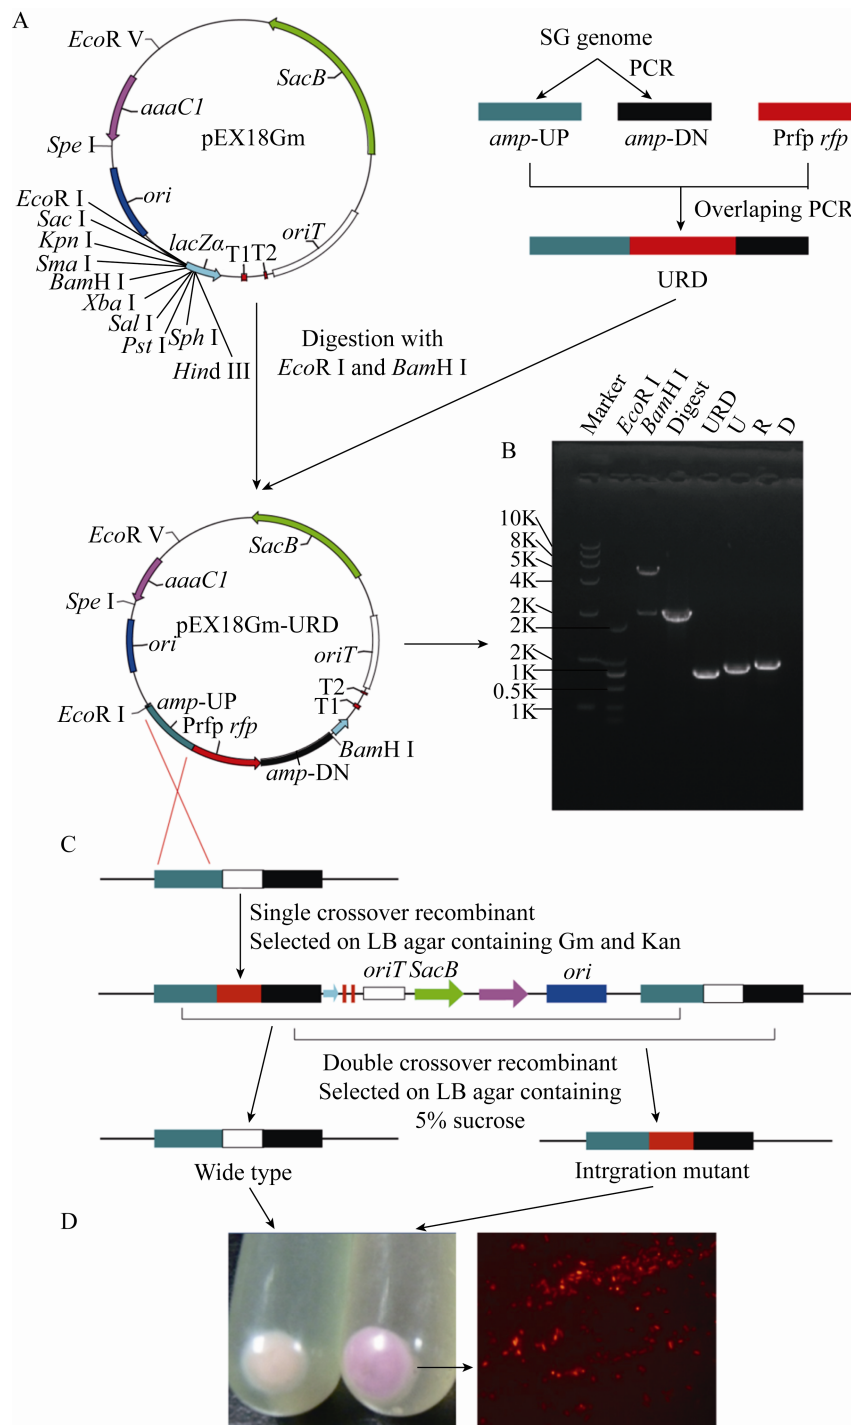 A
EcoR V
SacB
aaaC1
pEX18Gm
Spe I
ori
EcoR I
Sac I
Kpn I
Sma I
BamH I
Xba I
Sal I
Pst I
Sph I
Hind III
lacZα
T1
T2
oriT
SG genome
PCR
amp-UP
amp-DN
Prfp rfp
Overlaping PCR
URD
Digestion with
EcoR I and BamH I
EcoR V
SacB
aaaC1
Spe I
pEX18Gm-URD
ori
oriT
amp-UP
T2
T1
EcoR I
Prfp rfp
BamH I
amp-DN
B
Marker
EcoR I
BamH I
Digest
URD
U
R
D
10K
8K
5K
4K
2K
2K
2K
1K
0.5K
1K
C
Single crossover recombinant
Selected on LB agar containing Gm and Kan
oriT SacB
ori
Double crossover recombinant
Selected on LB agar containing
5% sucrose
Wide type
Intrgration mutant
D